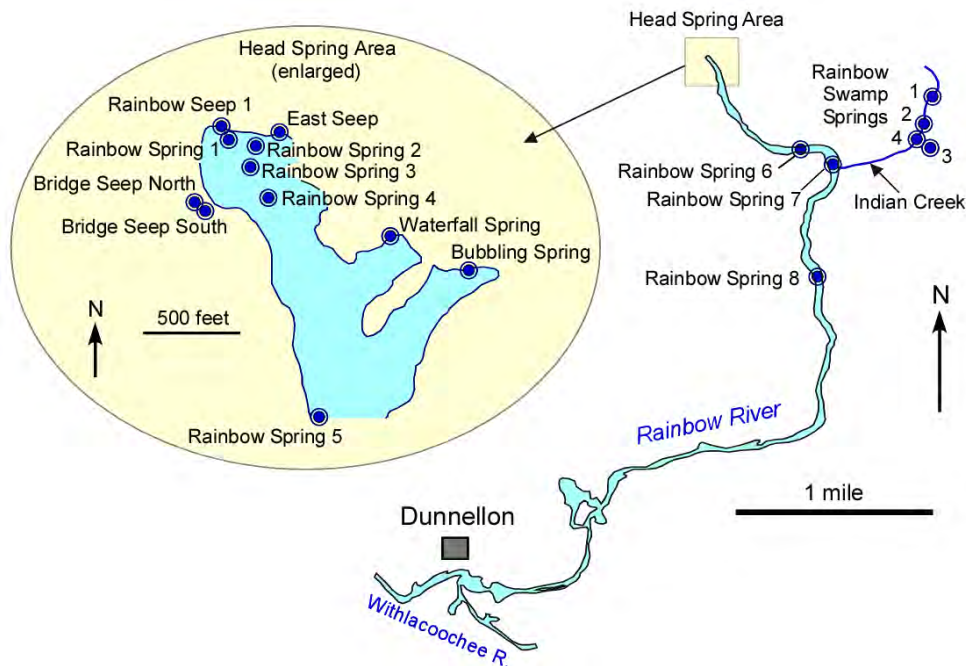 Head Spring Area
(enlarged)
Rainbow Seep 1
East Seep
Rainbow Spring 1
Rainbow Spring 2
Rainbow Spring 3
Bridge Seep North
Rainbow Spring 4
Bridge Seep South
Waterfall Spring
Bubbling Spring
N
500 feet
Rainbow Spring 5
Head Spring Area
Rainbow
Swamp
Springs
1
2
4
3
Rainbow Spring 6
Rainbow Spring 7
Indian Creek
Rainbow Spring 8
N
Rainbow River
1 mile
Dunnellon
Withlacoochee R.